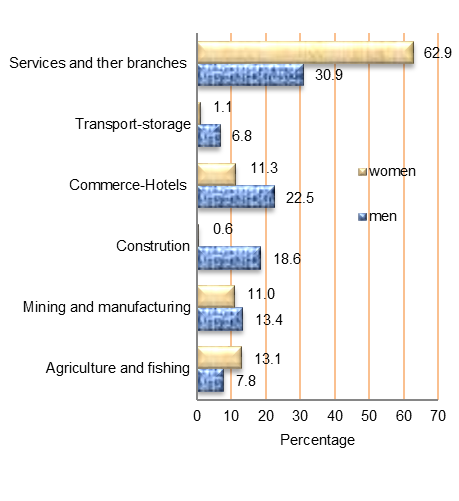 Services and ther branches
62.9
30.9
Transport-storage
1.1
6.8
Commerce-Hotels
11.3
22.5
women
men
Constrution
0.6
18.6
Mining and manufacturing
11.0
13.4
Agriculture and fishing
13.1
7.8
0 10 20 30 40 50 60 70
Percentage